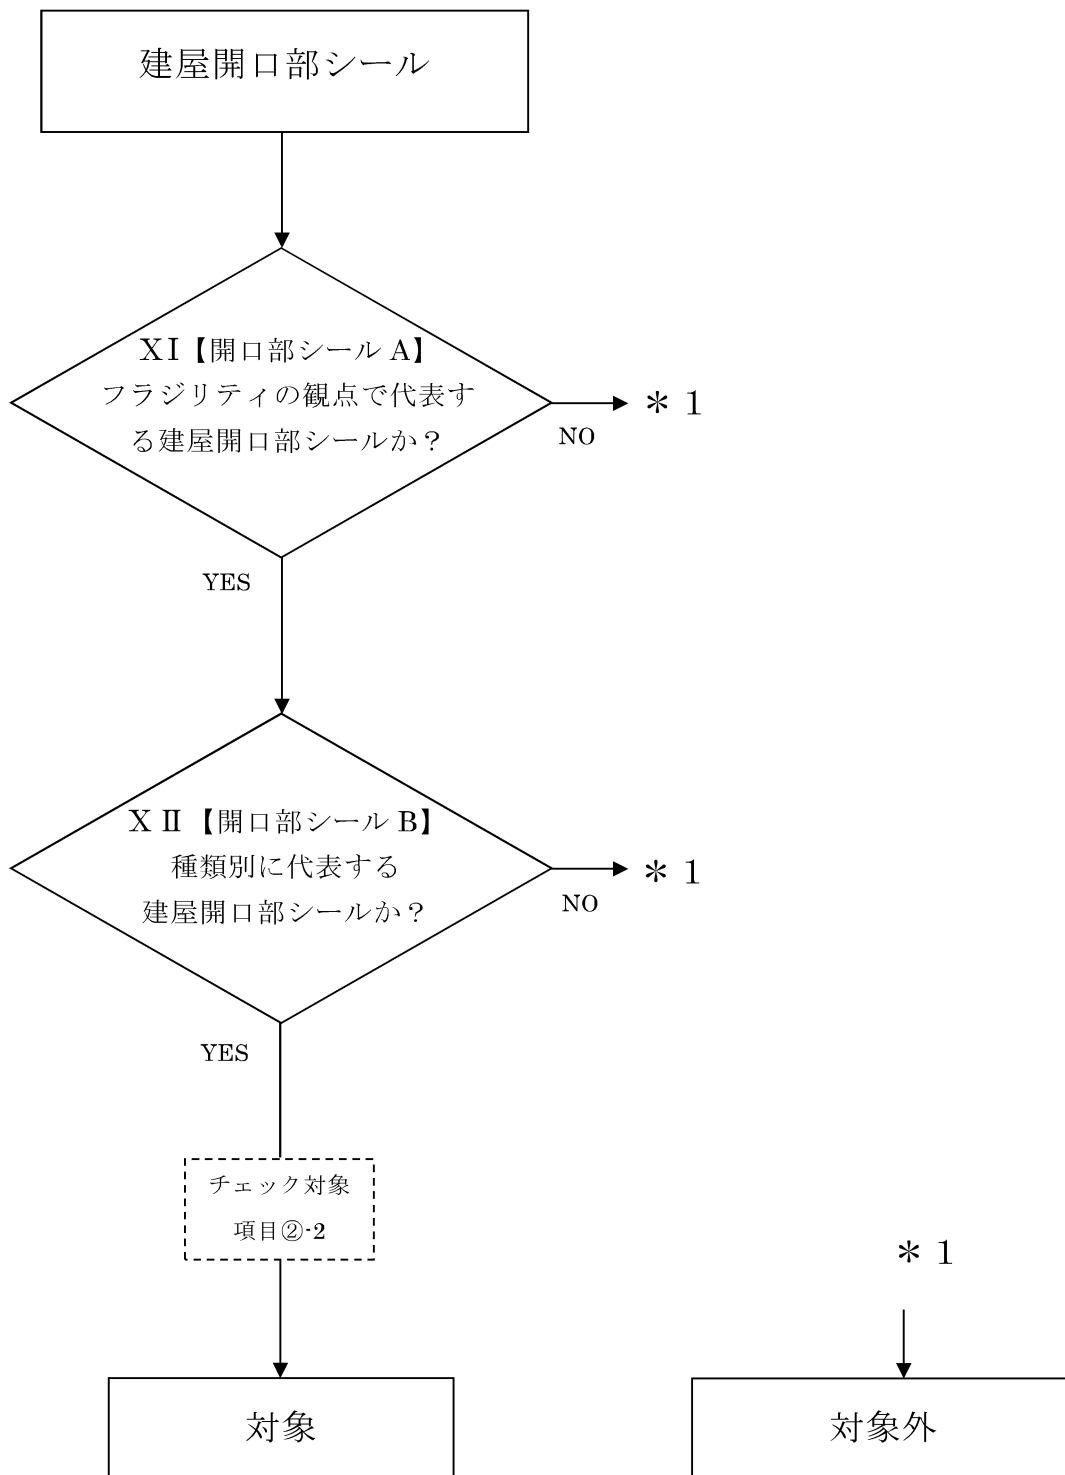 建屋開口部シール
ⅩⅠ【開口部シール A】
フラジリティの観点で代表す
る建屋開口部シールか？
＊１
NO
YES
Ⅹ Ⅱ 【開口部シール B】
種類別に代表する
建屋開口部シールか？
＊１
NO
YES
チェック対象
項目②-2
＊１
対象
対象外